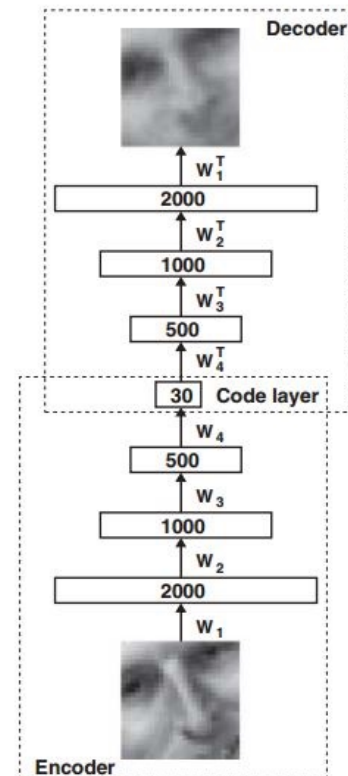 Decoder
W₁ᵀ
2000
W₂ᵀ
1000
W₃ᵀ
500
W₄ᵀ
30 Code layer
W₄
500
W₃
1000
W₂
2000
W₁
Encoder